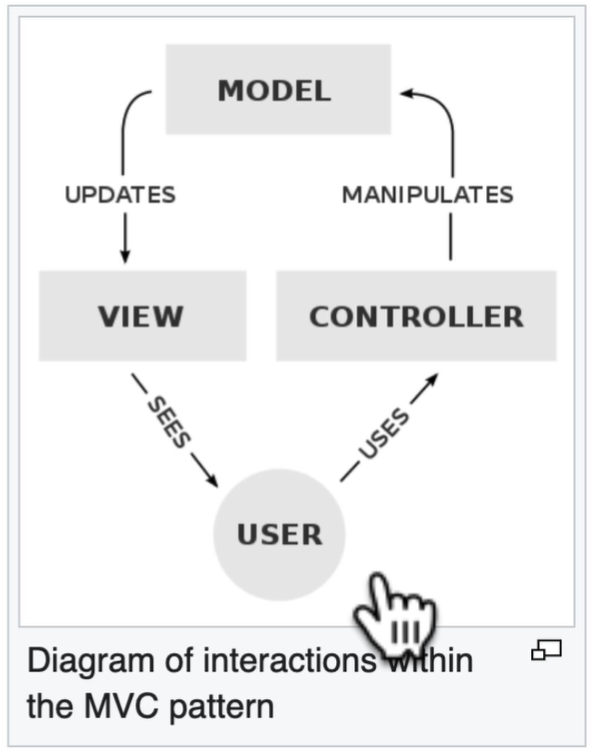 MODEL
UPDATES
MANIPULATES
VIEW
CONTROLLER
SEES
USES
USER
Diagram of interactions within
the MVC pattern